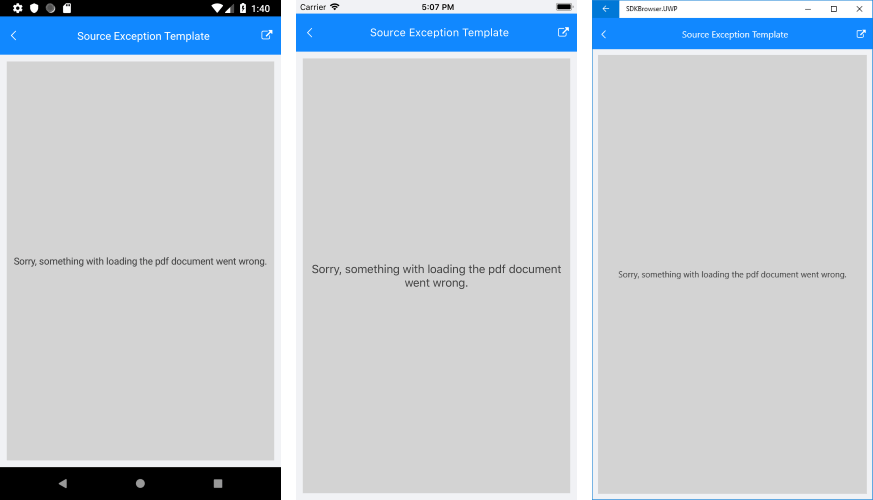 1:40
Source Exception Template
Sorry, something with loading the pdf document went wrong.
Carrier 5:07 PM
Source Exception Template
Sorry, something with loading the pdf document
went wrong.
SDKBrowser.UWP
Source Exception Template
Sorry, something with loading the pdf document went wrong.